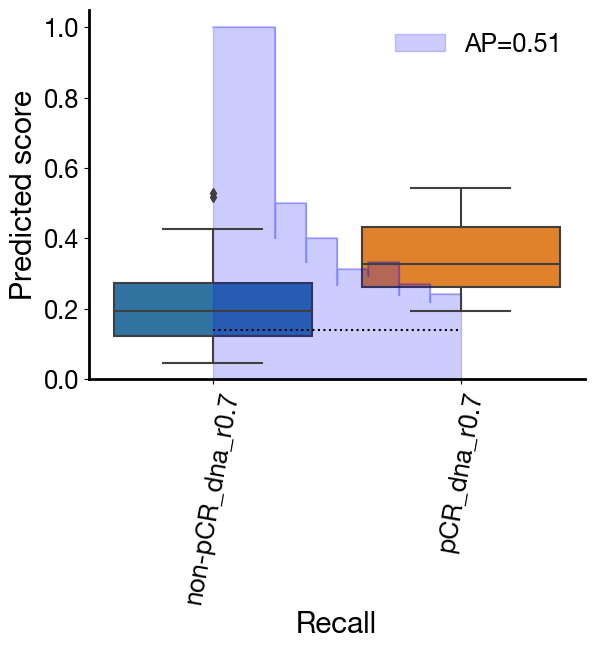 AP=0.51
Predicted score
1.0
0.8
0.6
0.4
0.2
0.0
non-pCR_dna_r0.7
pCR_dna_r0.7
Recall